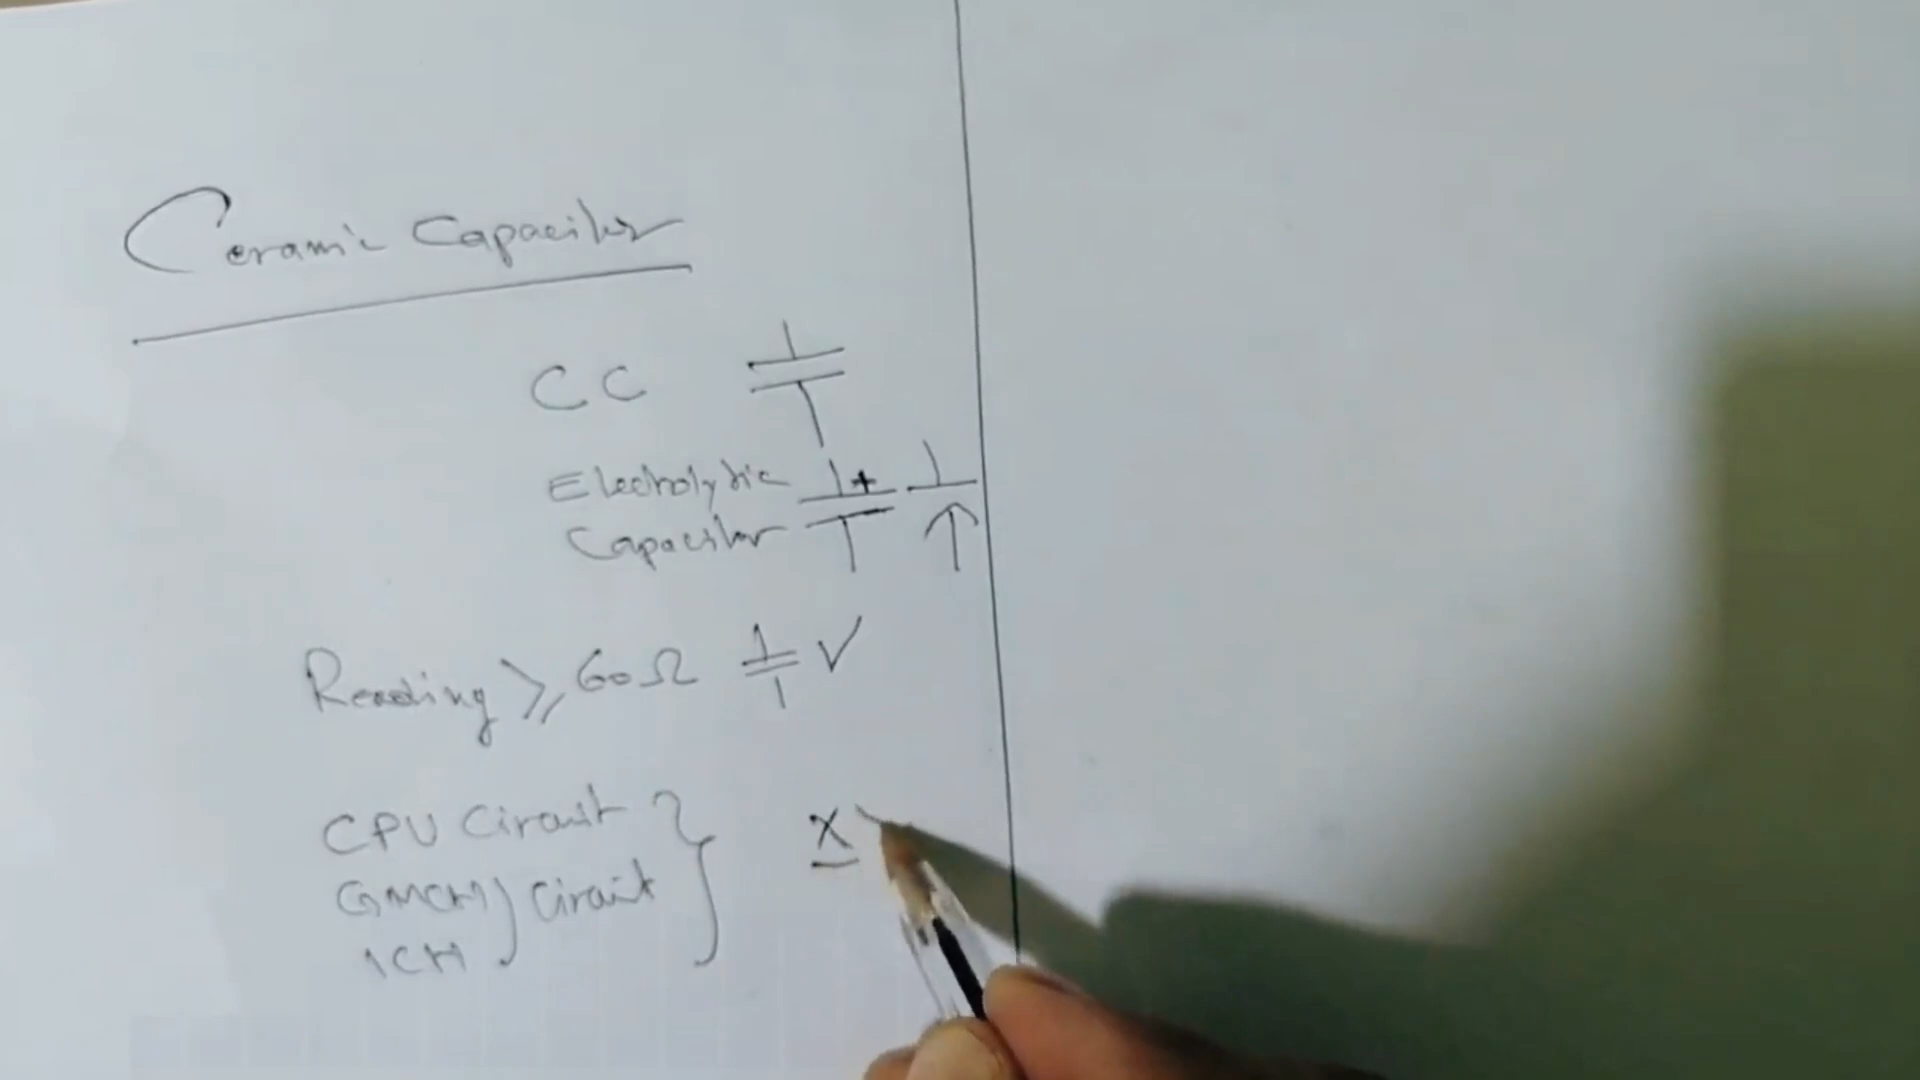 Ceramic Capacitor
CC
Electrolytic +
Capacitor
Reading ⩾ 60Ω ✓
CPU Circuit }
GMCH) Circuit
ICH
X